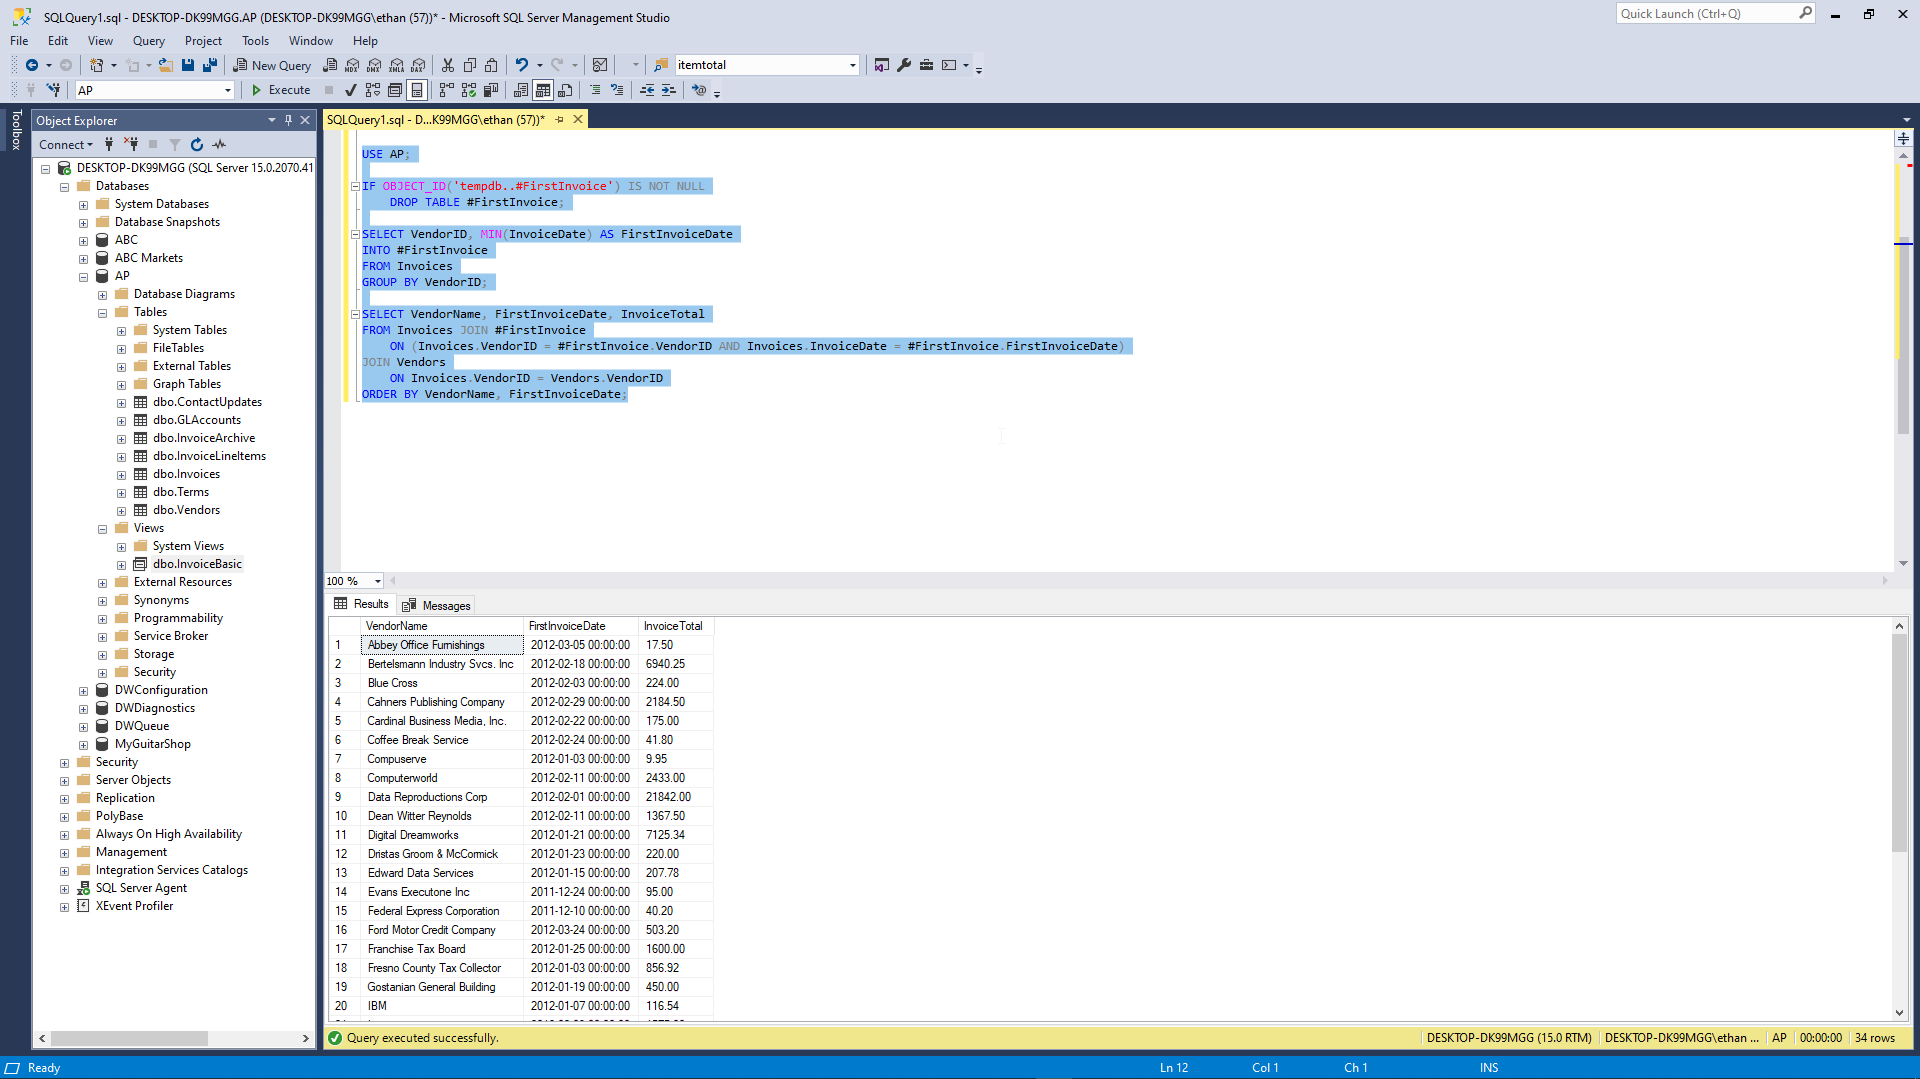 SQLQuery1.sql - DESKTOP-DK99MGG.AP (DESKTOP-DK99MGG\ethan (57))* - Microsoft SQL Server Management Studio
Quick Launch (Ctrl+Q)
File Edit View Query Project Tools Window Help
New Query MDX DMX XMLA DAX itemtotal
AP Execute
Toolbox
Object Explorer
Connect
DESKTOP-DK99MGG (SQL Server 15.0.2070.41
Databases
System Databases
Database Snapshots
ABC
ABC Markets
AP
Database Diagrams
Tables
System Tables
FileTables
External Tables
Graph Tables
dbo.ContactUpdates
dbo.GLAccounts
dbo.InvoiceArchive
dbo.InvoiceLineItems
dbo.Invoices
dbo.Terms
dbo.Vendors
Views
System Views
dbo.InvoiceBasic
External Resources
Synonyms
Programmability
Service Broker
Storage
Security
DWConfiguration
DWDiagnostics
DWQueue
MyGuitarShop
Security
Server Objects
Replication
PolyBase
Always On High Availability
Management
Integration Services Catalogs
SQL Server Agent
XEvent Profiler
SQLQuery1.sql - D...K99MGG\ethan (57))*
USE AP;
IF OBJECT_ID('tempdb..#FirstInvoice') IS NOT NULL
DROP TABLE #FirstInvoice;
SELECT VendorID, MIN(InvoiceDate) AS FirstInvoiceDate
INTO #FirstInvoice
FROM Invoices
GROUP BY VendorID;
SELECT VendorName, FirstInvoiceDate, InvoiceTotal
FROM Invoices JOIN #FirstInvoice
ON (Invoices.VendorID = #FirstInvoice.VendorID AND Invoices.InvoiceDate = #FirstInvoice.FirstInvoiceDate)
JOIN Vendors
ON Invoices.VendorID = Vendors.VendorID
ORDER BY VendorName, FirstInvoiceDate;
100 %
Results Messages
VendorName FirstInvoiceDate InvoiceTotal
1 Abbey Office Furnishings 2012-03-05 00:00:00 17.50
2 Bertelsmann Industry Svcs. Inc 2012-02-18 00:00:00 6940.25
3 Blue Cross 2012-02-03 00:00:00 224.00
4 Cahners Publishing Company 2012-02-29 00:00:00 2184.50
5 Cardinal Business Media, Inc. 2012-02-22 00:00:00 175.00
6 Coffee Break Service 2012-02-24 00:00:00 41.80
7 Compuserve 2012-01-03 00:00:00 9.95
8 Computerworld 2012-02-11 00:00:00 2433.00
9 Data Reproductions Corp 2012-02-01 00:00:00 21842.00
10 Dean Witter Reynolds 2012-02-11 00:00:00 1367.50
11 Digital Dreamworks 2012-01-21 00:00:00 7125.34
12 Dristas Groom & McCormick 2012-01-23 00:00:00 220.00
13 Edward Data Services 2012-01-15 00:00:00 207.78
14 Evans Executone Inc 2011-12-24 00:00:00 95.00
15 Federal Express Corporation 2011-12-10 00:00:00 40.20
16 Ford Motor Credit Company 2012-03-24 00:00:00 503.20
17 Franchise Tax Board 2012-01-25 00:00:00 1600.00
18 Fresno County Tax Collector 2012-01-03 00:00:00 856.92
19 Gostanian General Building 2012-01-19 00:00:00 450.00
20 IBM 2012-01-07 00:00:00 116.54
Query executed successfully.
DESKTOP-DK99MGG (15.0 RTM) DESKTOP-DK99MGG\ethan ... AP 00:00:00 34 rows
Ready Ln 12 Col 1 Ch 1 INS